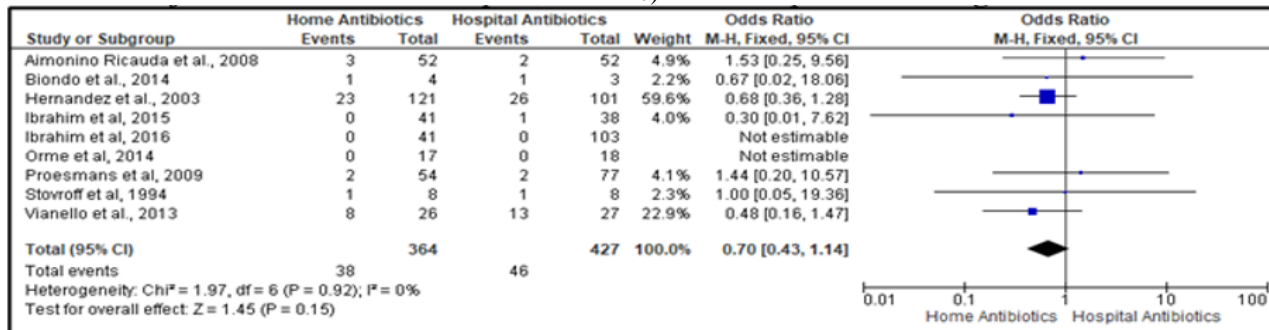 Home Antibiotics Hospital Antibiotics Odds Ratio Odds Ratio
Study or Subgroup Events Total Events Total Weight M-H, Fixed, 95% CI M-H, Fixed, 95% CI
Aimonino Ricauda et al., 2008 3 52 2 52 4.9% 1.53 [0.25, 9.56]
Biondo et al., 2014 1 4 1 3 2.2% 0.67 [0.02, 18.06]
Hernandez et al., 2003 23 121 26 101 59.6% 0.68 [0.36, 1.28]
Ibrahim et al, 2015 0 41 1 38 4.0% 0.30 [0.01, 7.62]
Ibrahim et al, 2016 0 41 0 103 Not estimable
Orme et al, 2014 0 17 0 18 Not estimable
Proesmans et al, 2009 2 54 2 77 4.1% 1.44 [0.20, 10.57]
Stovroff et al, 1994 1 8 1 8 2.3% 1.00 [0.05, 19.36]
Vianello et al., 2013 8 26 13 27 22.9% 0.48 [0.16, 1.47]
Total (95% CI) 364 427 100.0% 0.70 [0.43, 1.14]
Total events 38 46
Heterogeneity: Chi² = 1.97, df = 6 (P = 0.92); I² = 0%
Test for overall effect: Z = 1.45 (P = 0.15)
0.01 0.1 1 10 100
Home Antibiotics Hospital Antibiotics